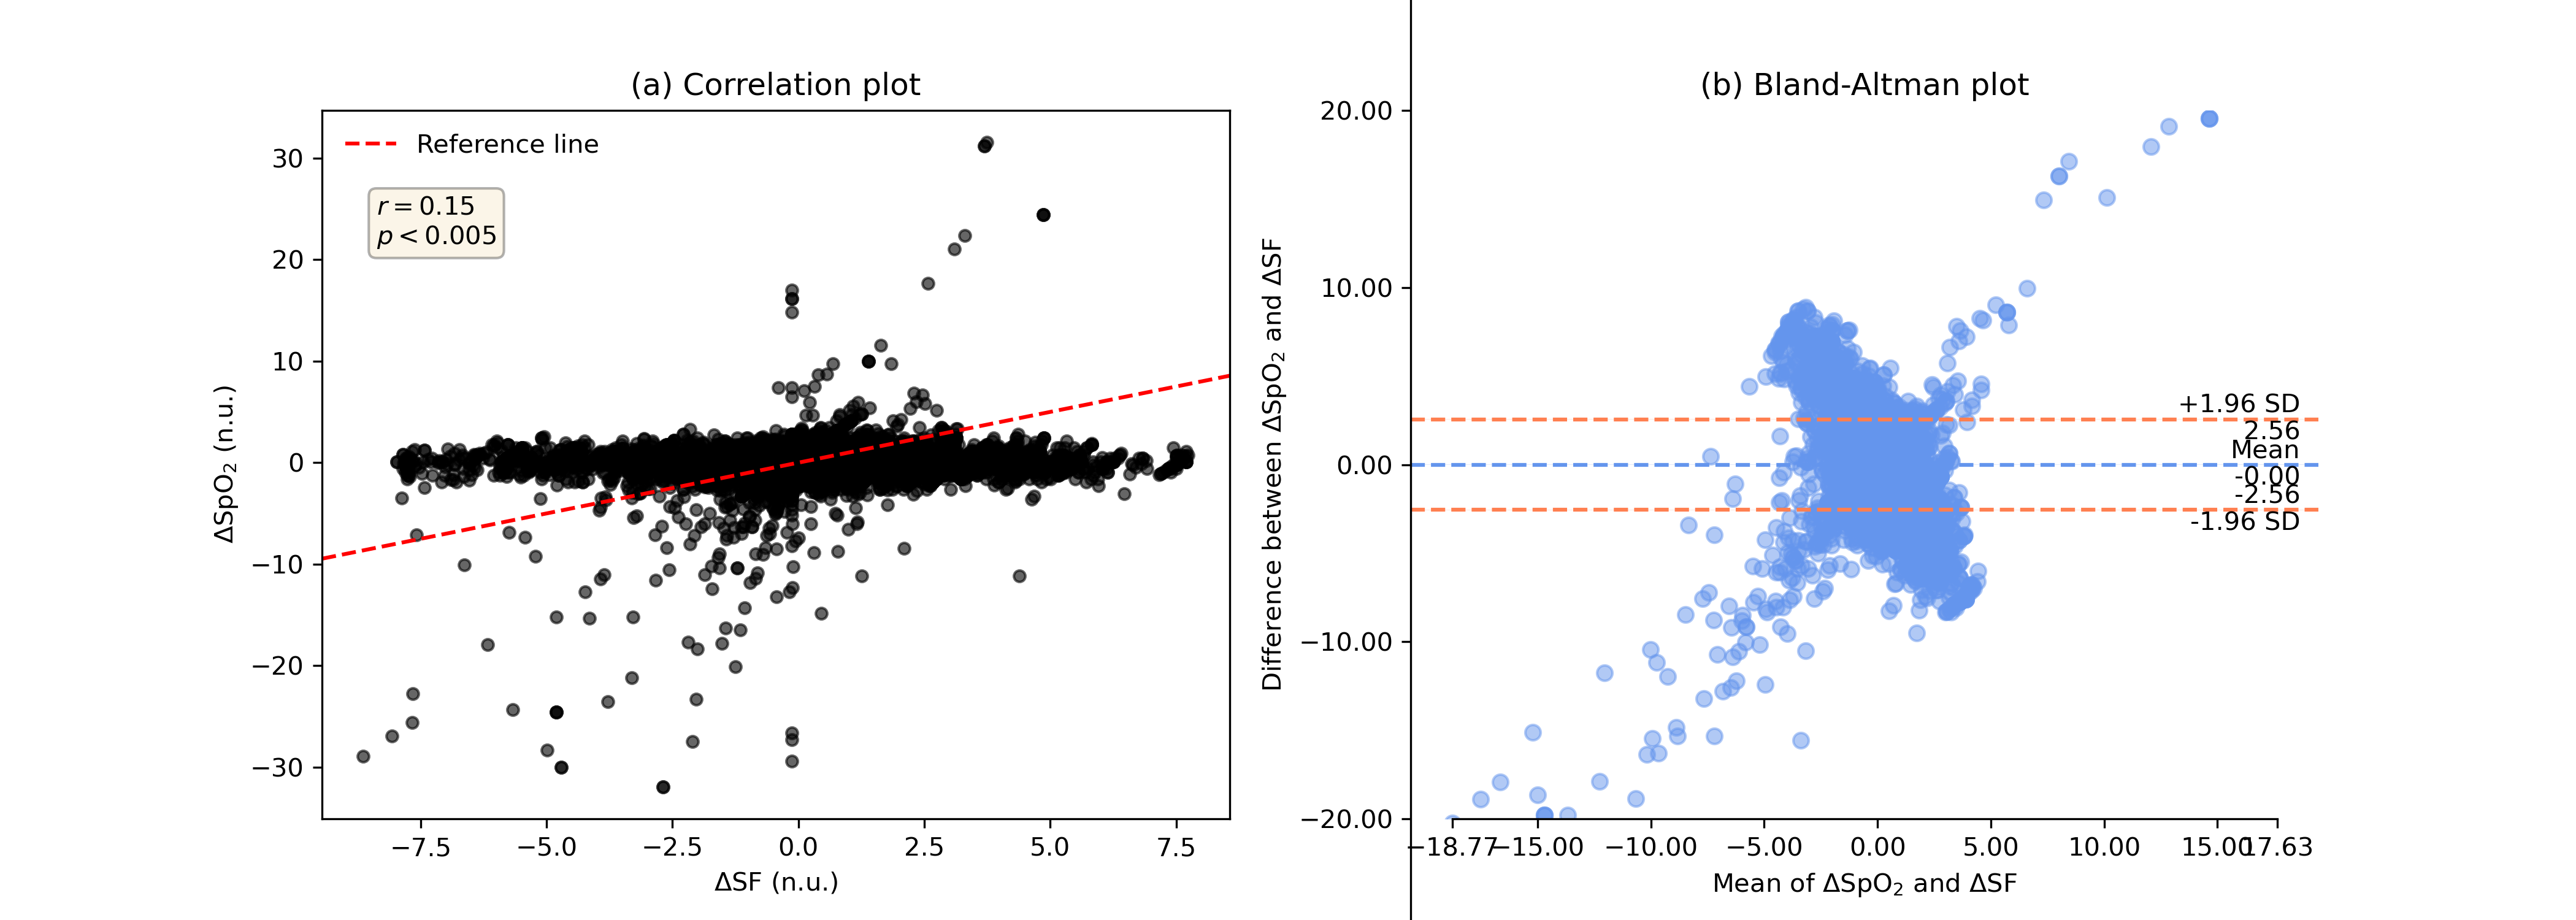 (a) Correlation plot
Reference line
r = 0.15
p < 0.005
30
20
10
0
−10
−20
−30
ΔSpO₂ (n.u.)
−7.5
−5.0
−2.5
0.0
2.5
5.0
7.5
ΔSF (n.u.)
(b) Bland-Altman plot
20.00
10.00
0.00
−10.00
−20.00
Difference between ΔSpO₂ and ΔSF
+1.96 SD
2.56
Mean
-0.00
-2.56
-1.96 SD
−18.77
−15.00
−10.00
−5.00
0.00
5.00
10.00
15.00
17.63
Mean of ΔSpO₂ and ΔSF